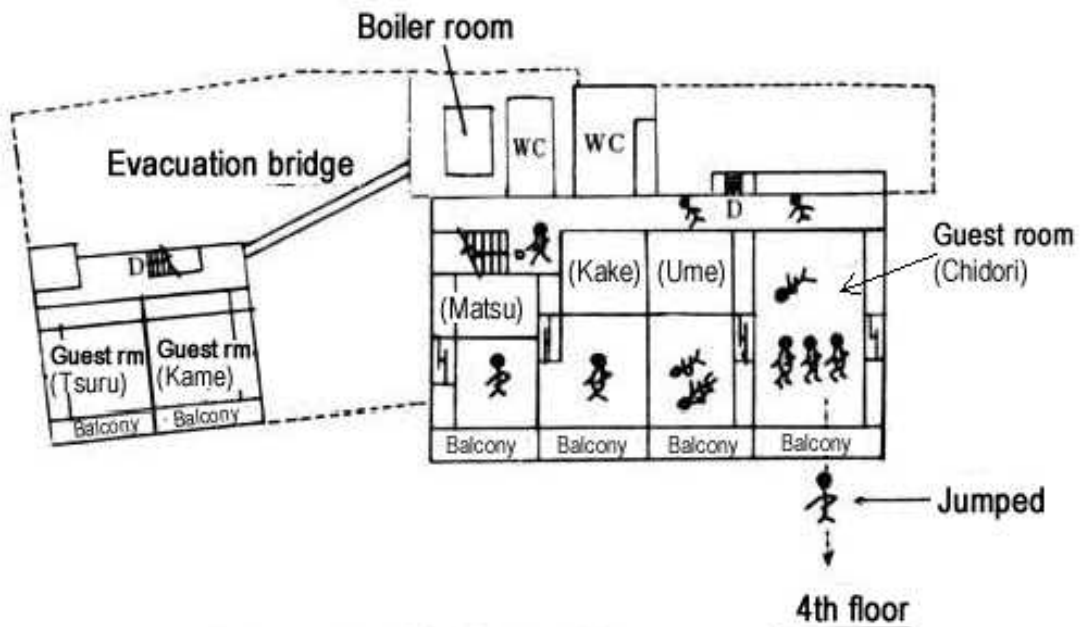 Boiler room
WC
WC
Evacuation bridge
D
D
Guest room
(Chidori)
(Kake)
(Ume)
(Matsu)
Guest rm
(Tsuru)
Guest rm
(Kame)
Balcony
Balcony
Balcony
Balcony
Balcony
Balcony
Jumped
4th floor